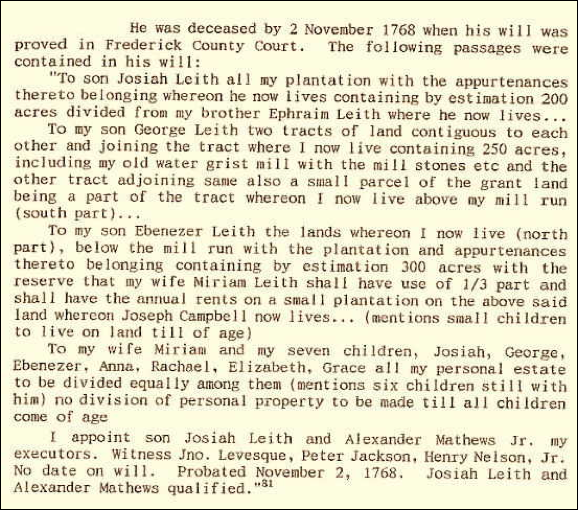 He was deceased by 2 November 1768 when his will was
proved in Frederick County Court. The following passages were
contained in his will:
"To son Josiah Leith all my plantation with the appurtenances
thereto belonging whereon he now lives containing by estimation 200
acres divided from my brother Ephraim Leith where he now lives...
To my son George Leith two tracts of land contiguous to each
other and joining the tract where I now live containing 250 acres,
including my old water grist mill with the mill stones etc and the
other tract adjoining same also a small parcel of the grant land
being a part of the tract whereon I now live above my mill run
(south part)...
To my son Ebenezer Leith the lands whereon I now live (north
part), below the mill run with the plantation and appurtenances
thereto belonging containing by estimation 300 acres with the
reserve that my wife Miriam Leith shall have use of 1/3 part and
shall have the annual rents on a small plantation on the above said
land whereon Joseph Campbell now lives... (mentions small children
to live on land till of age)
To my wife Miriam and my seven children, Josiah, George,
Ebenezer, Anna, Rachael, Elizabeth, Grace all my personal estate
to be divided equally among them (mentions six children still with
him) no division of personal property to be made till all children
come of age
I appoint son Josiah Leith and Alexander Mathews Jr. my
executors. Witness Jno. Levesque, Peter Jackson, Henry Nelson, Jr.
No date on will. Probated November 2, 1768. Josiah Leith and
Alexander Mathews qualified."81